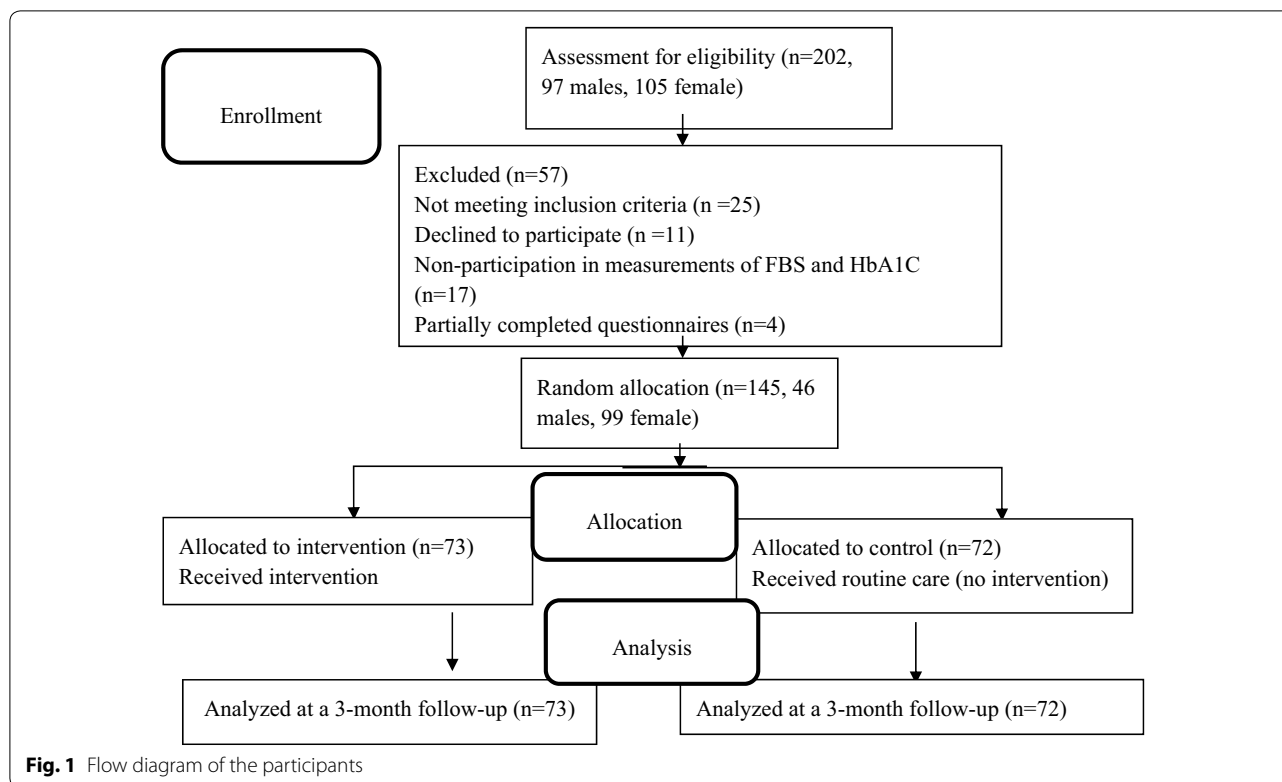 Enrollment
Assessment for eligibility (n=202,
97 males, 105 female)
Excluded (n=57)
Not meeting inclusion criteria (n =25)
Declined to participate (n =11)
Non-participation in measurements of FBS and HbA1C
(n=17)
Partially completed questionnaires (n=4)
Random allocation (n=145, 46
males, 99 female)
Allocation
Allocated to intervention (n=73)
Received intervention
Allocated to control (n=72)
Received routine care (no intervention)
Analysis
Analyzed at a 3-month follow-up (n=73)
Analyzed at a 3-month follow-up (n=72)
Fig. 1 Flow diagram of the participants